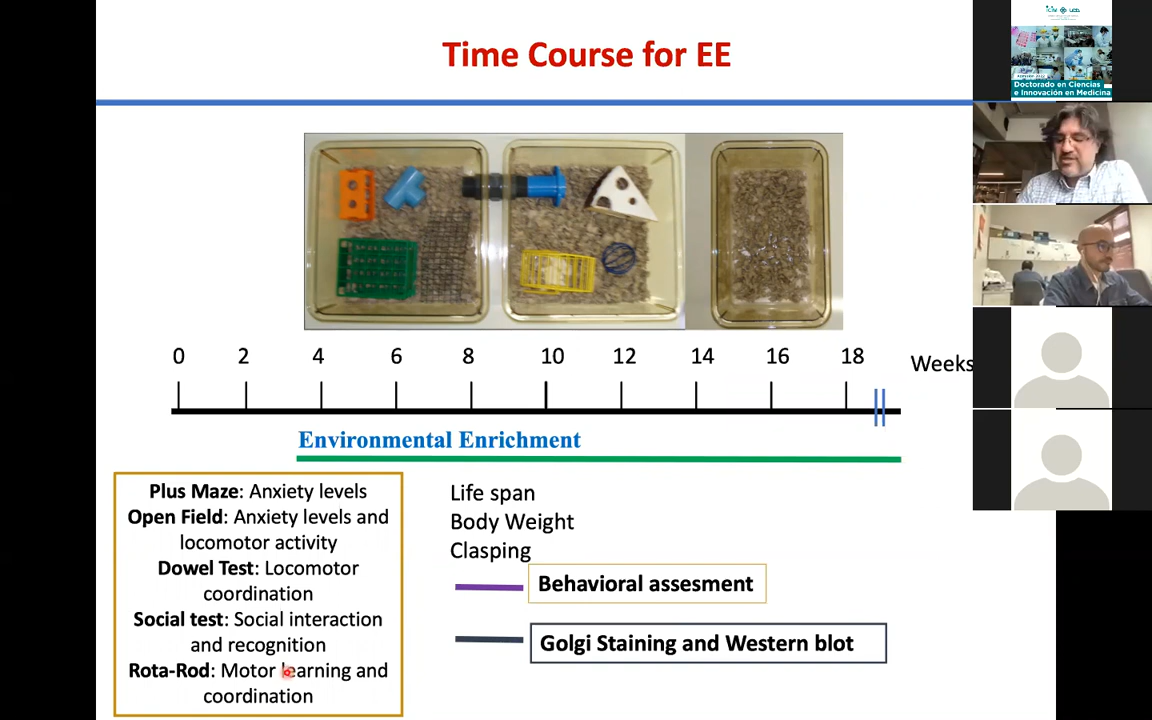 Time Course for EE
Doctorado en Ciencias
e Innovación en Medicina
0 2 4 6 8 10 12 14 16 18 Weeks
Environmental Enrichment
Plus Maze: Anxiety levels
Open Field: Anxiety levels and
locomotor activity
Dowel Test: Locomotor
coordination
Social test: Social interaction
and recognition
Rota-Rod: Motor learning and
coordination
Life span
Body Weight
Clasping
Behavioral assesment
Golgi Staining and Western blot